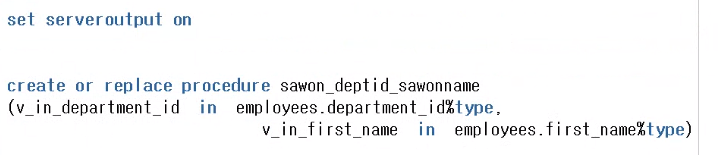 set serveroutput on
create or replace procedure sawon_deptid_sawonname
(v_in_department_id in employees.department_id%type,
v_in_first_name in employees.first_name%type)